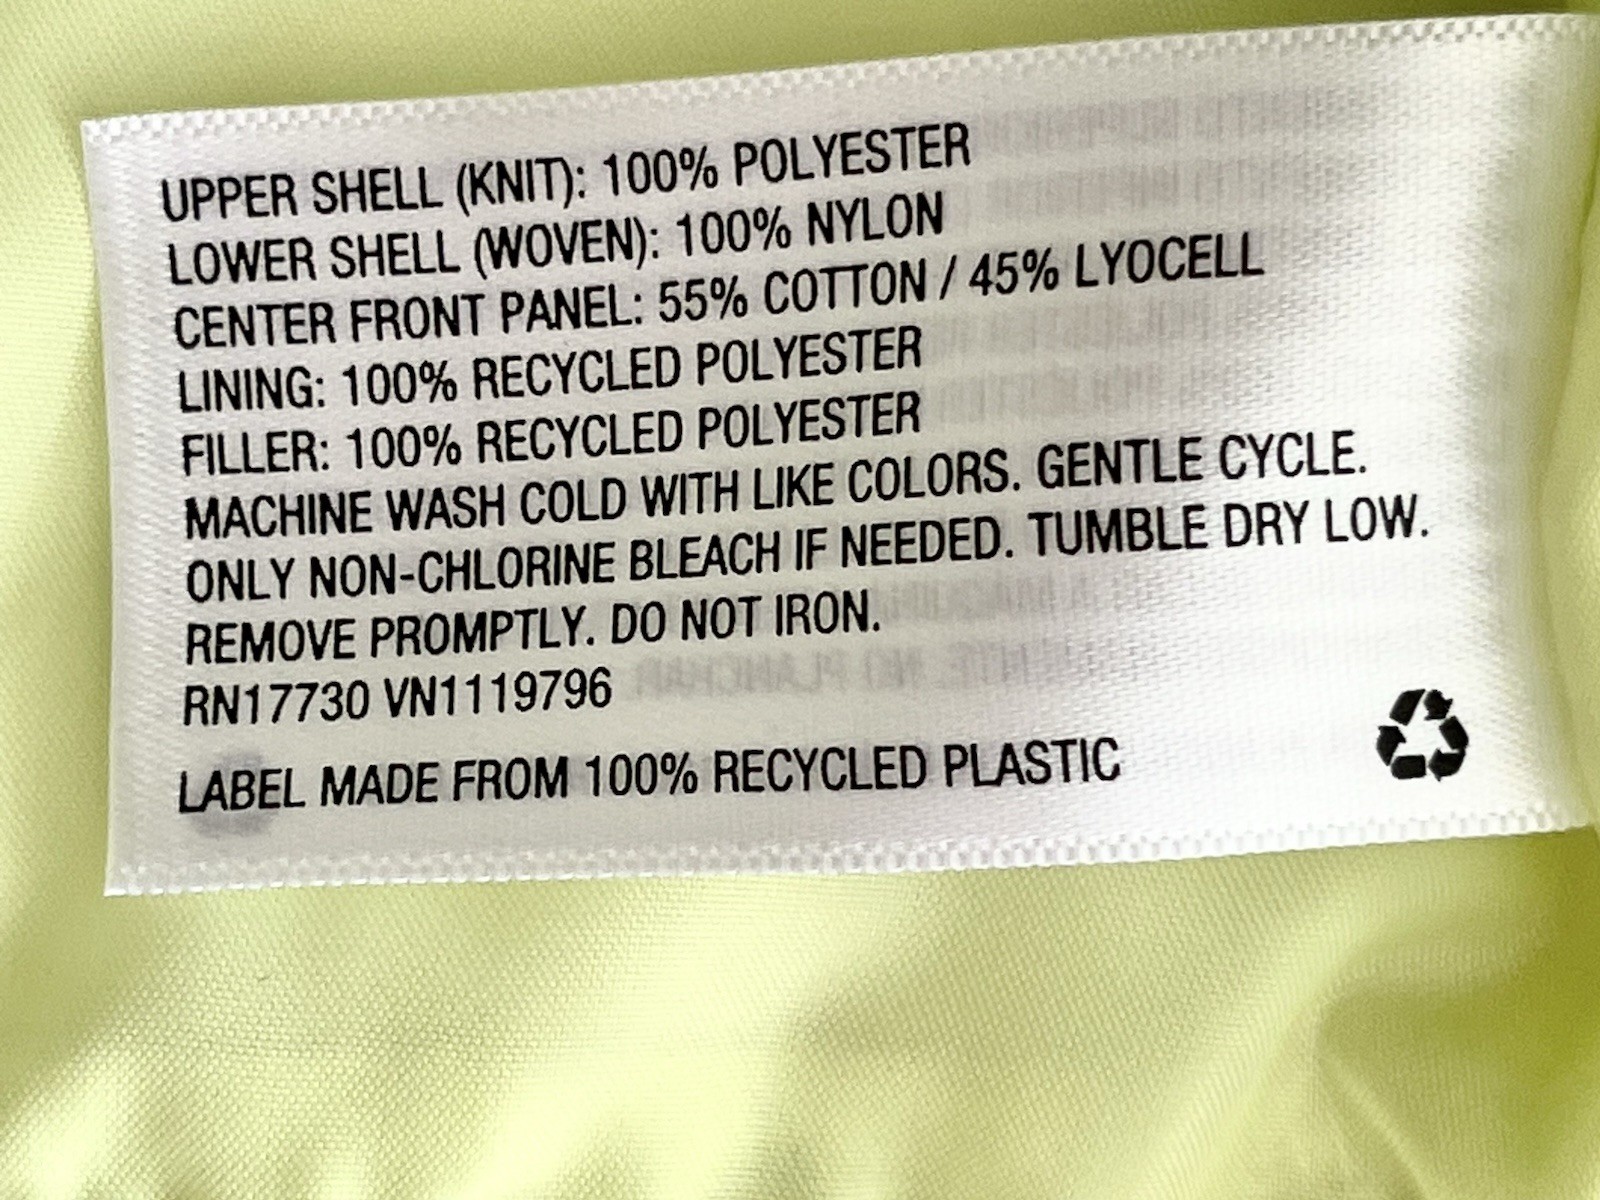 UPPER SHELL (KNIT): 100% POLYESTER
LOWER SHELL (WOVEN): 100% NYLON
CENTER FRONT PANEL: 55% COTTON / 45% LYOCELL
LINING: 100% RECYCLED POLYESTER
FILLER: 100% RECYCLED POLYESTER
MACHINE WASH COLD WITH LIKE COLORS. GENTLE CYCLE.
ONLY NON-CHLORINE BLEACH IF NEEDED. TUMBLE DRY LOW.
REMOVE PROMPTLY. DO NOT IRON.
RN17730 VN1119796
LABEL MADE FROM 100% RECYCLED PLASTIC